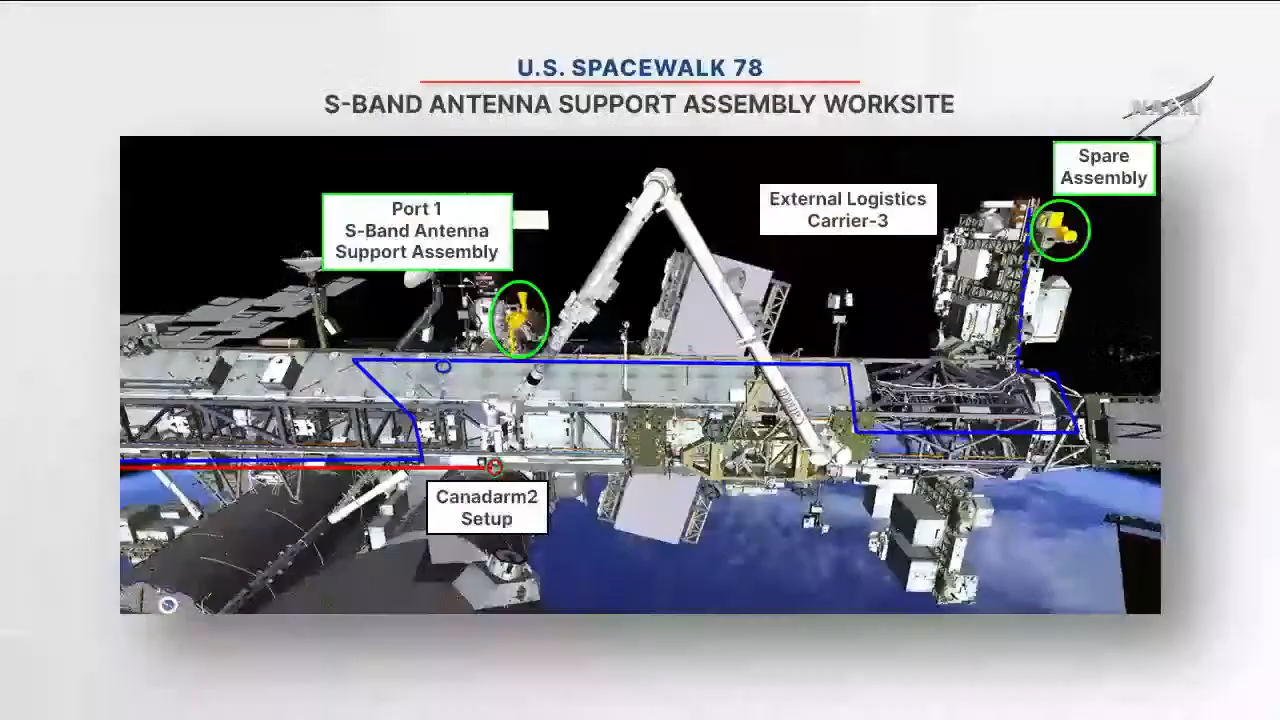 U.S. SPACEWALK 78
S-BAND ANTENNA SUPPORT ASSEMBLY WORKSITE
NASA
Spare
Assembly
External Logistics
Carrier-3
Port 1
S-Band Antenna
Support Assembly
Canadarm2
Setup